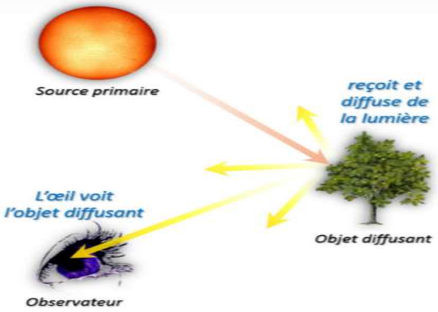 Source primaire
reçoit et
diffuse de
la lumière
L'œil voit
l'objet diffusant
Objet diffusant
Observateur